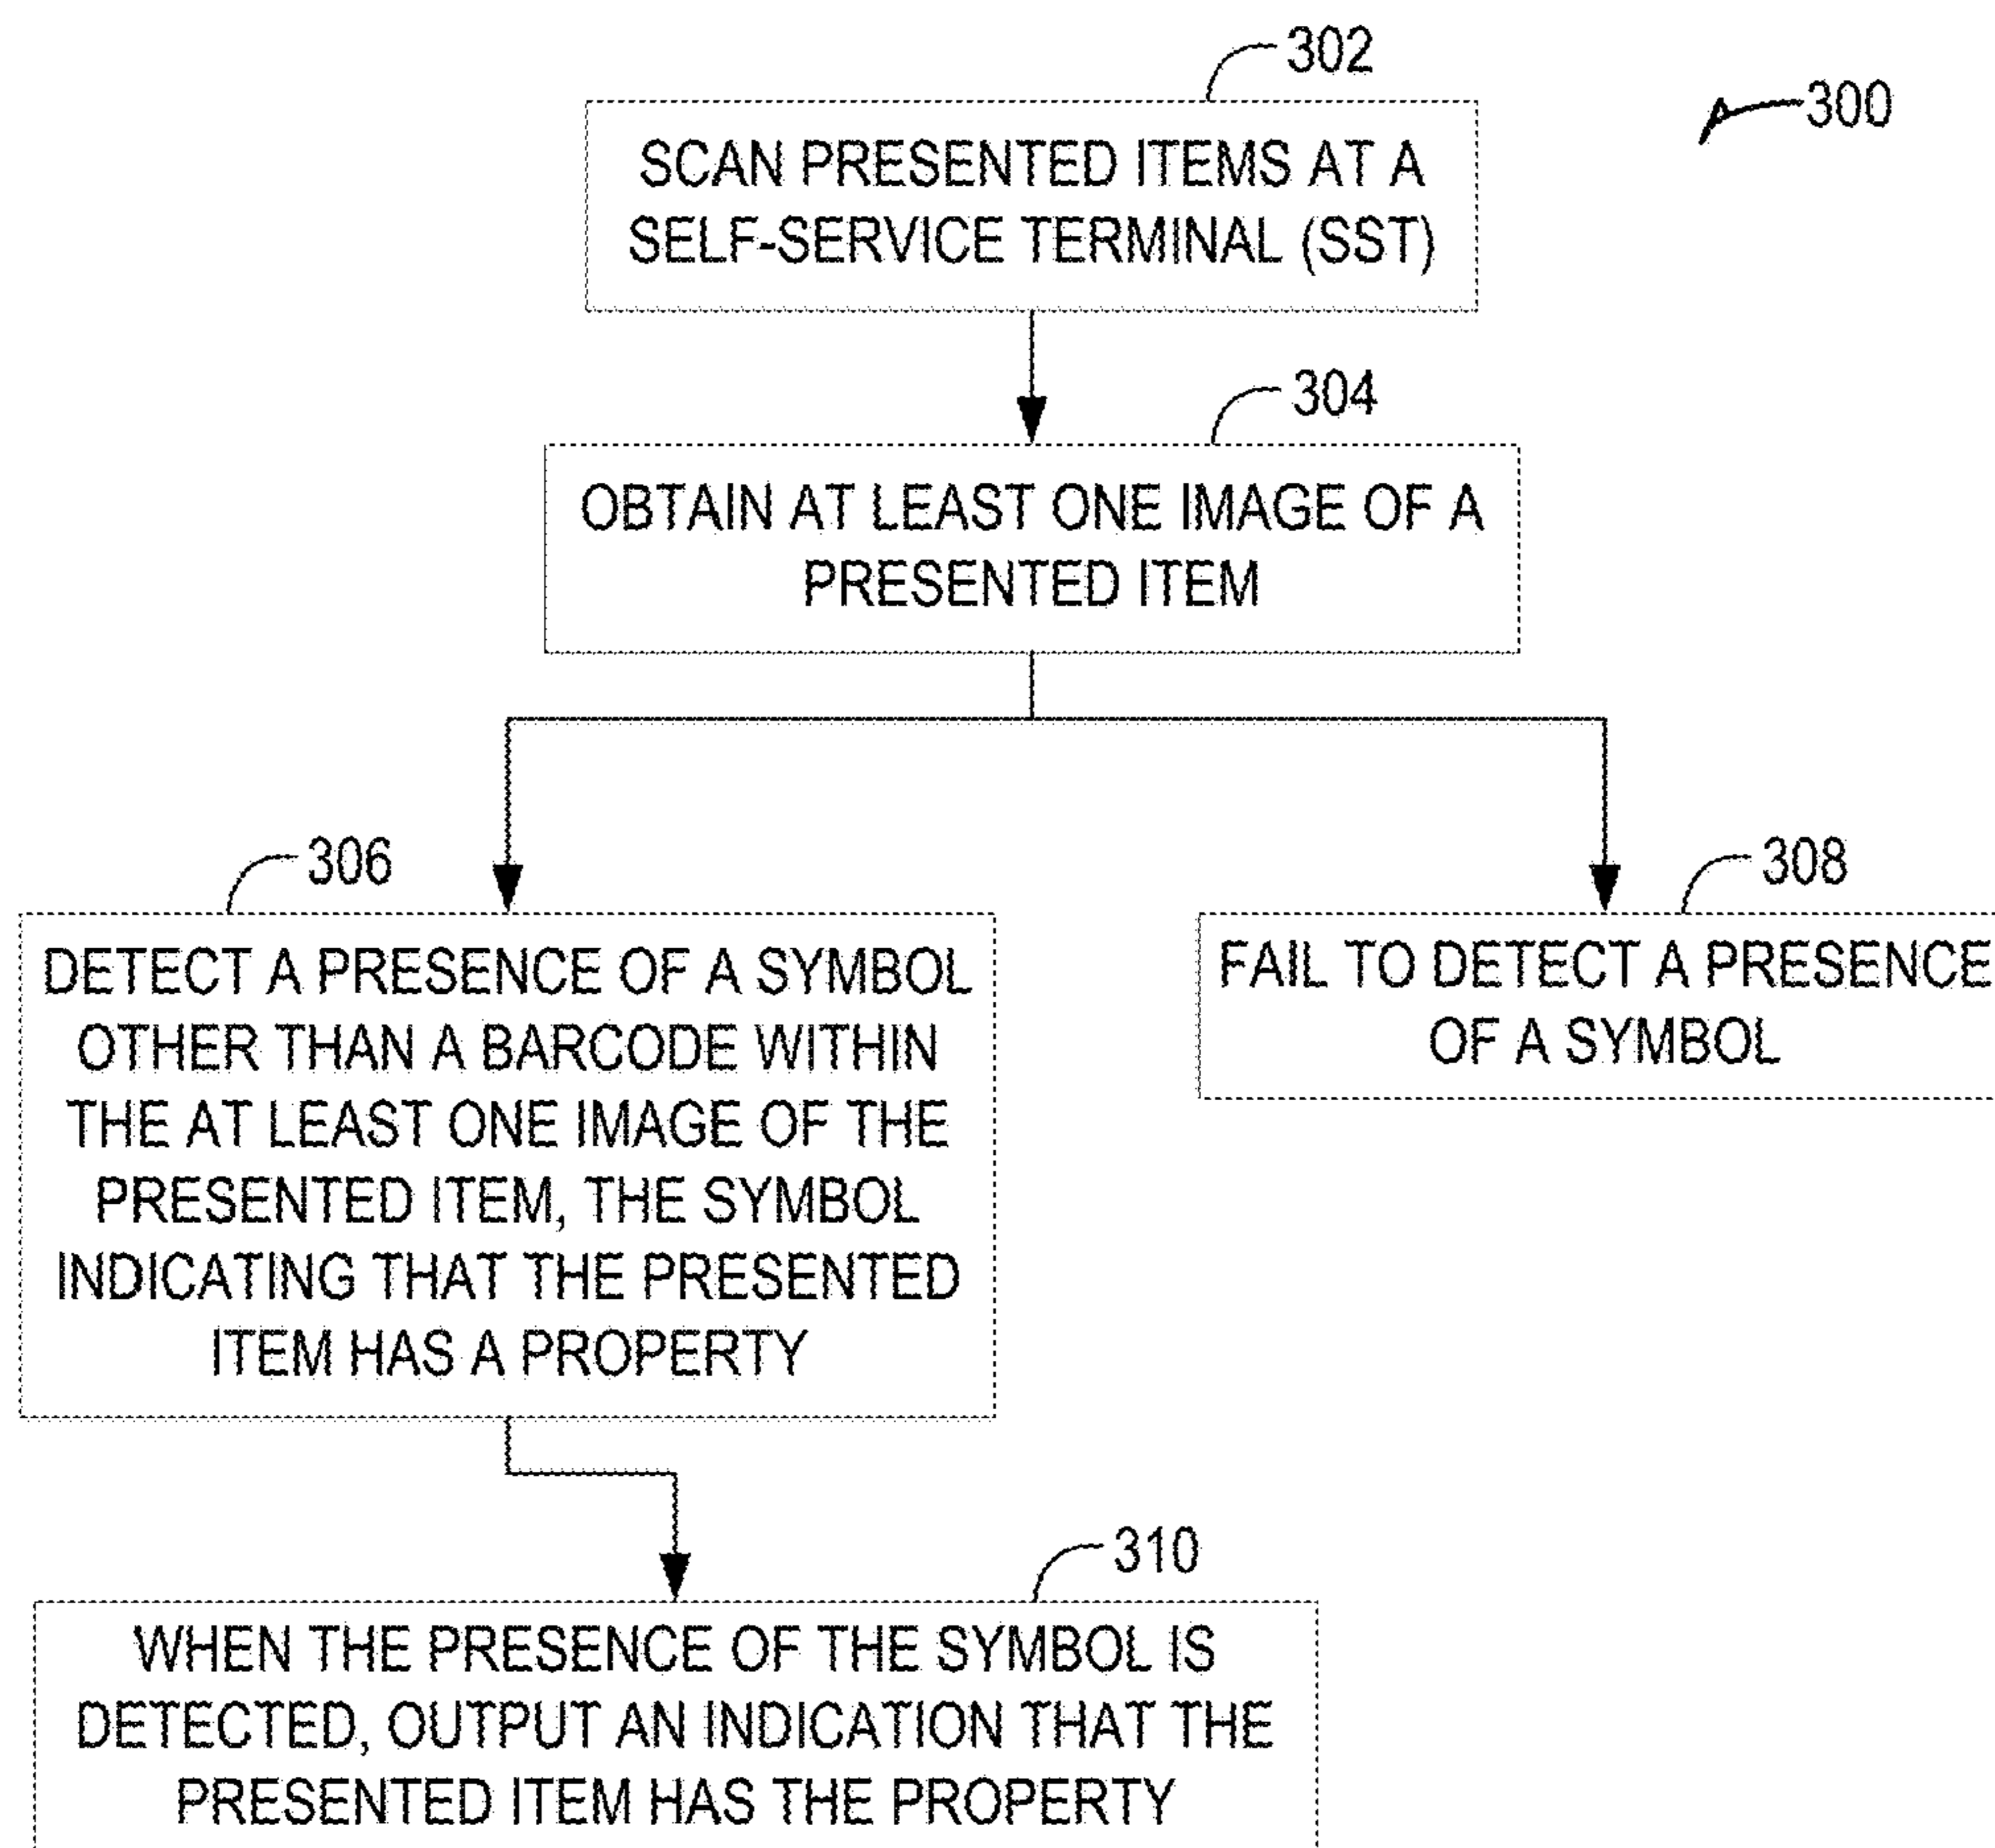 302
300
SCAN PRESENTED ITEMS AT A
SELF-SERVICE TERMINAL (SST)
304
OBTAIN AT LEAST ONE IMAGE OF A
PRESENTED ITEM
306
DETECT A PRESENCE OF A SYMBOL
OTHER THAN A BARCODE WITHIN
THE AT LEAST ONE IMAGE OF THE
PRESENTED ITEM, THE SYMBOL
INDICATING THAT THE PRESENTED
ITEM HAS A PROPERTY
308
FAIL TO DETECT A PRESENCE
OF A SYMBOL
310
WHEN THE PRESENCE OF THE SYMBOL IS
DETECTED, OUTPUT AN INDICATION THAT THE
PRESENTED ITEM HAS THE PROPERTY